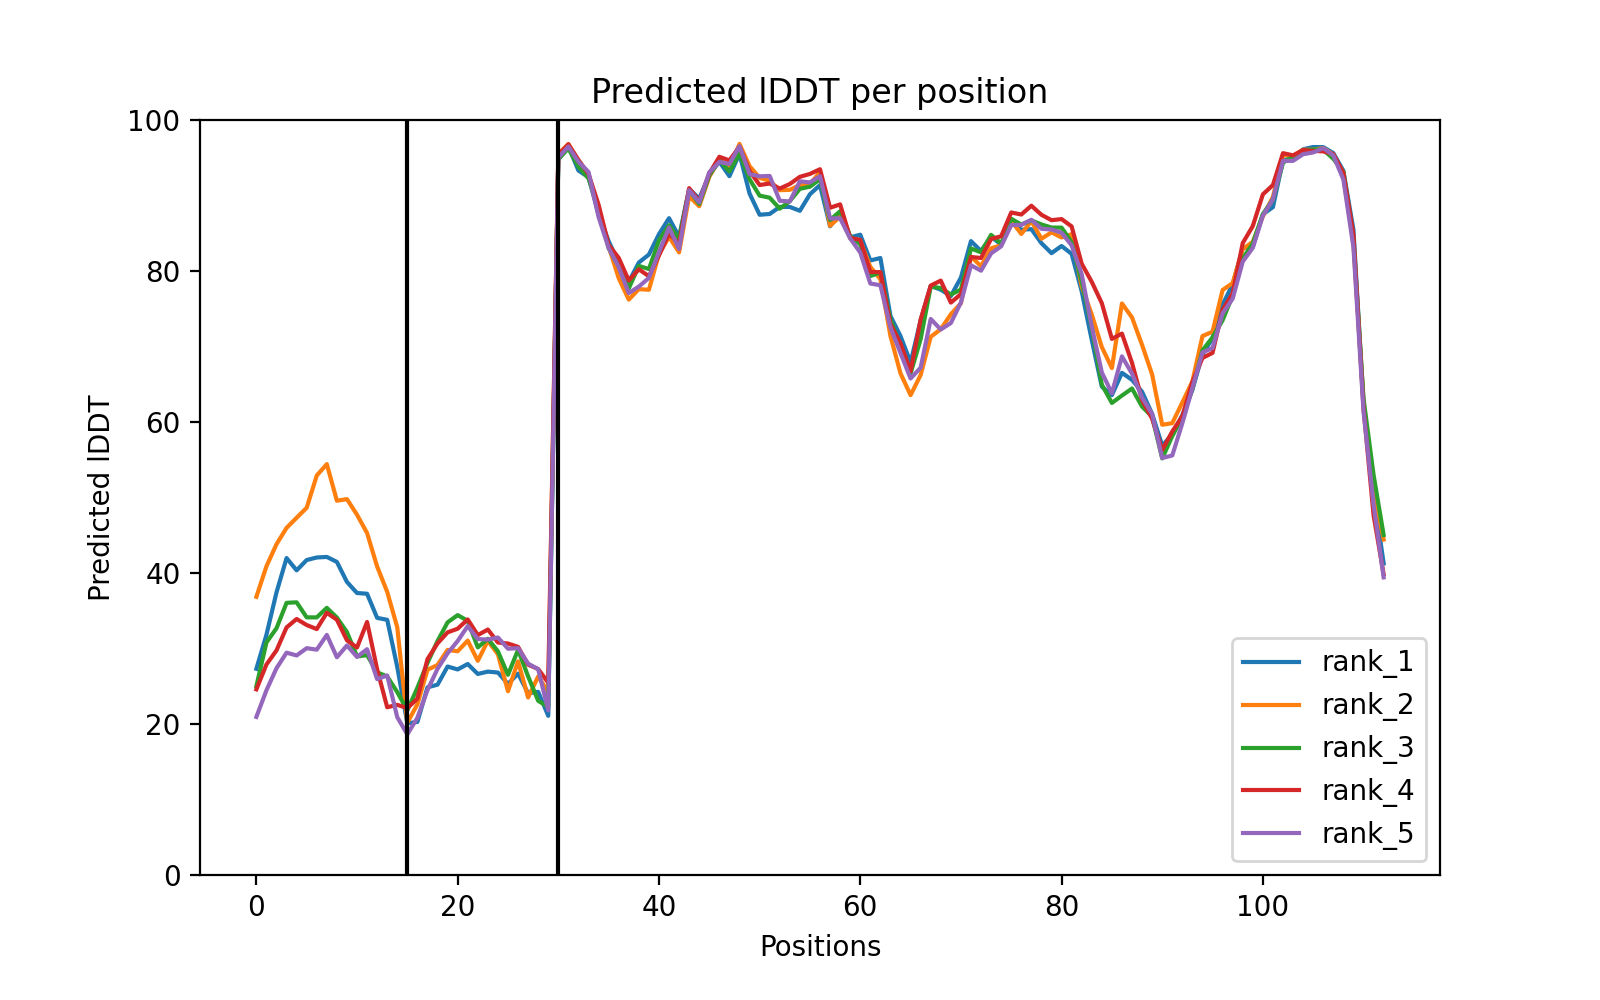 Predicted lDDT per position
Predicted lDDT
100
80
60
40
20
0
0 20 40 60 80 100
Positions
rank_1
rank_2
rank_3
rank_4
rank_5